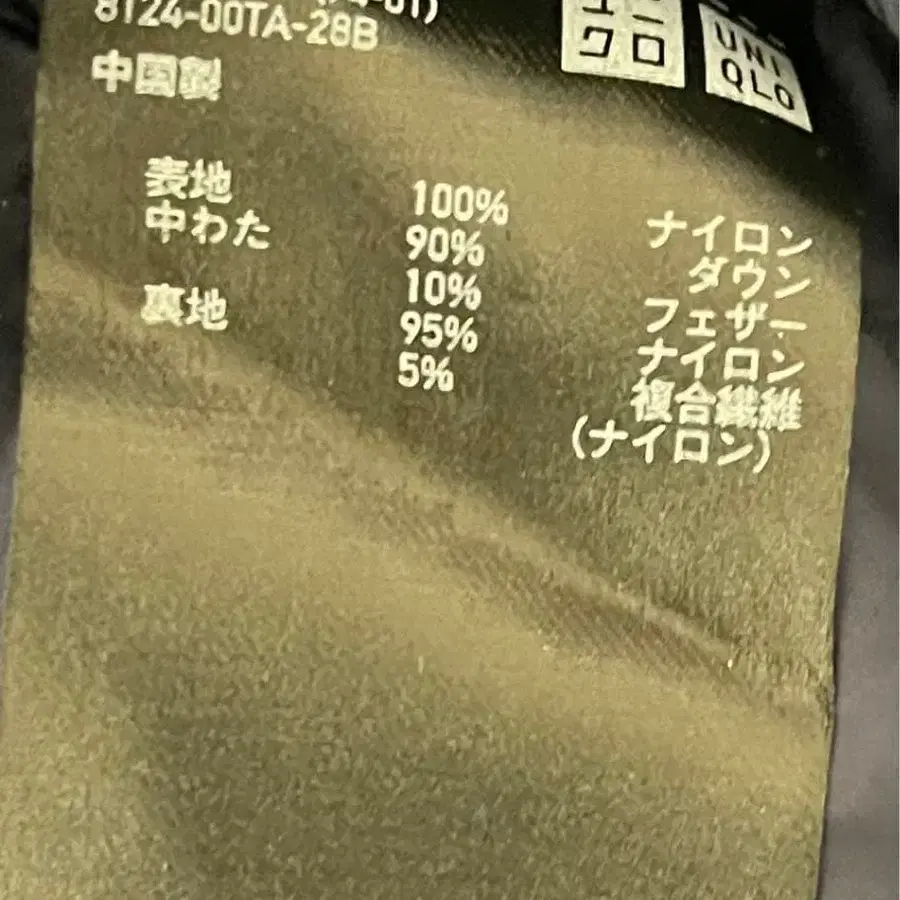 8124-00TA-28B
ユニ
クロ
UNI
QLO
中国製
表地 100% ナイロン
中わた 90% ダウン
10% フェザー
裏地 95% ナイロン
5% 複合繊維
(ナイロン)